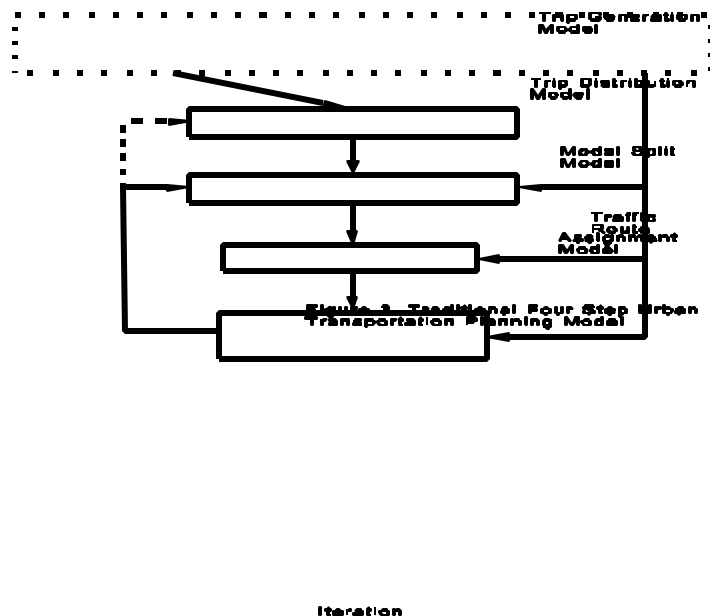 Trip Generation
Model
Trip Distribution
Model
Modal Split
Model
Traffic
Route
Assignment
Model
Figure 3. Traditional Four Step Urban
Transportation Planning Model
Iteration